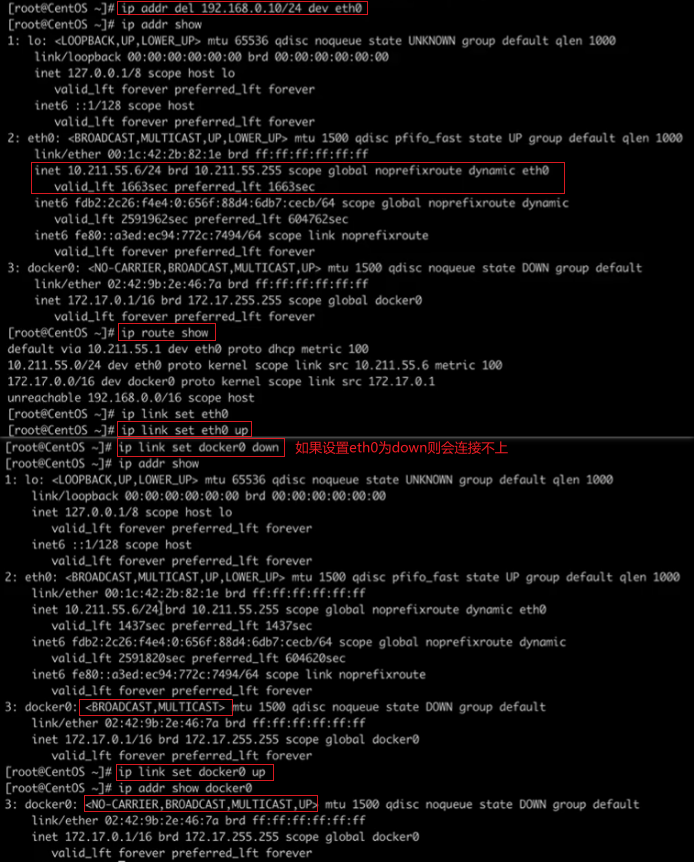 [root@CentOS ~]# ip addr del 192.168.0.10/24 dev eth0
[root@CentOS ~]# ip addr show
1: lo: <LOOPBACK,UP,LOWER_UP> mtu 65536 qdisc noqueue state UNKNOWN group default qlen 1000
link/loopback 00:00:00:00:00:00 brd 00:00:00:00:00:00
inet 127.0.0.1/8 scope host lo
valid_lft forever preferred_lft forever
inet6 ::1/128 scope host
valid_lft forever preferred_lft forever
2: eth0: <BROADCAST,MULTICAST,UP,LOWER_UP> mtu 1500 qdisc pfifo_fast state UP group default qlen 1000
link/ether 00:1c:42:2b:82:1e brd ff:ff:ff:ff:ff:ff
inet 10.211.55.6/24 brd 10.211.55.255 scope global noprefixroute dynamic eth0
valid_lft 1663sec preferred_lft 1663sec
inet6 fdb2:2c26:f4e4:0:656f:88d4:6db7:cecb/64 scope global noprefixroute dynamic
valid_lft 2591962sec preferred_lft 604762sec
inet6 fe80::a3ed:ec94:772c:7494/64 scope link noprefixroute
valid_lft forever preferred_lft forever
3: docker0: <NO-CARRIER,BROADCAST,MULTICAST,UP> mtu 1500 qdisc noqueue state DOWN group default
link/ether 02:42:9b:2e:46:7a brd ff:ff:ff:ff:ff:ff
inet 172.17.0.1/16 brd 172.17.255.255 scope global docker0
valid_lft forever preferred_lft forever
[root@CentOS ~]# ip route show
default via 10.211.55.1 dev eth0 proto dhcp metric 100
10.211.55.0/24 dev eth0 proto kernel scope link src 10.211.55.6 metric 100
172.17.0.0/16 dev docker0 proto kernel scope link src 172.17.0.1
unreachable 192.168.0.0/16 scope host
[root@CentOS ~]# ip link set eth0
[root@CentOS ~]# ip link set eth0 up
[root@CentOS ~]# ip link set docker0 down 如果设置eth0为down则会连接不上
[root@CentOS ~]# ip addr show
1: lo: <LOOPBACK,UP,LOWER_UP> mtu 65536 qdisc noqueue state UNKNOWN group default qlen 1000
link/loopback 00:00:00:00:00:00 brd 00:00:00:00:00:00
inet 127.0.0.1/8 scope host lo
valid_lft forever preferred_lft forever
inet6 ::1/128 scope host
valid_lft forever preferred_lft forever
2: eth0: <BROADCAST,MULTICAST,UP,LOWER_UP> mtu 1500 qdisc pfifo_fast state UP group default qlen 1000
link/ether 00:1c:42:2b:82:1e brd ff:ff:ff:ff:ff:ff
inet 10.211.55.6/24 brd 10.211.55.255 scope global noprefixroute dynamic eth0
valid_lft 1437sec preferred_lft 1437sec
inet6 fdb2:2c26:f4e4:0:656f:88d4:6db7:cecb/64 scope global noprefixroute dynamic
valid_lft 2591820sec preferred_lft 604620sec
inet6 fe80::a3ed:ec94:772c:7494/64 scope link noprefixroute
valid_lft forever preferred_lft forever
3: docker0: <BROADCAST,MULTICAST> mtu 1500 qdisc noqueue state DOWN group default
link/ether 02:42:9b:2e:46:7a brd ff:ff:ff:ff:ff:ff
inet 172.17.0.1/16 brd 172.17.255.255 scope global docker0
valid_lft forever preferred_lft forever
[root@CentOS ~]# ip link set docker0 up
[root@CentOS ~]# ip addr show docker0
3: docker0: <NO-CARRIER,BROADCAST,MULTICAST,UP> mtu 1500 qdisc noqueue state DOWN group default
link/ether 02:42:9b:2e:46:7a brd ff:ff:ff:ff:ff:ff
inet 172.17.0.1/16 brd 172.17.255.255 scope global docker0
valid_lft forever preferred_lft forever